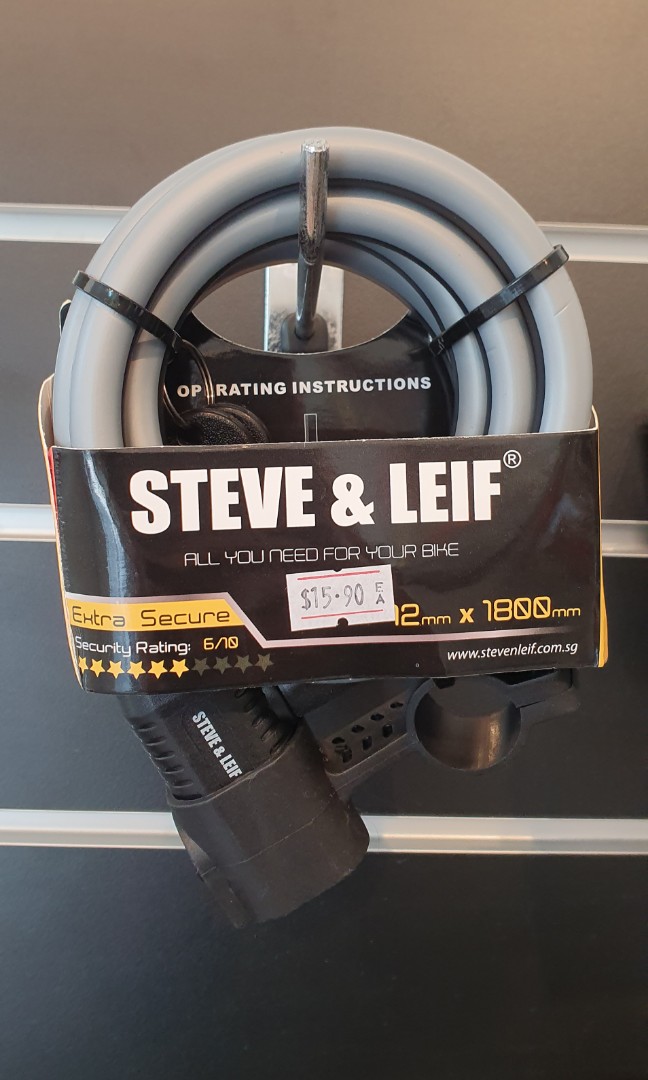 OPERATING INSTRUCTIONS
STEVE & LEIF®
ALL YOU NEED FOR YOUR BIKE
$15.90 EA
Extra Secure
2mm x 1800mm
Security Rating: 6/10
www.stevenleif.com.sg
STEVE & LEIF